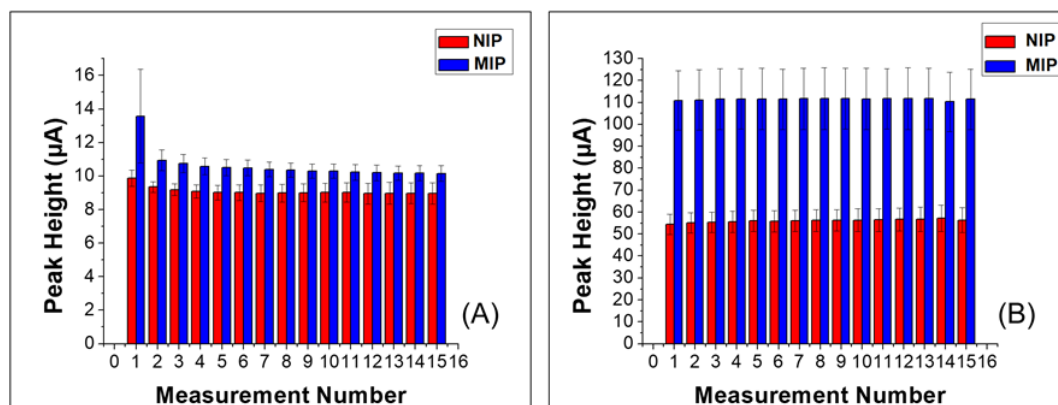 NIP
MIP
Peak Height (µA)
16
14
12
10
8
6
4
2
0
0 1 2 3 4 5 6 7 8 9 10 11 12 13 14 15 16
Measurement Number
(A)
NIP
MIP
Peak Height (µA)
130
120
110
100
90
80
70
60
50
40
30
20
10
0
0 1 2 3 4 5 6 7 8 9 10 11 12 13 14 15 16
Measurement Number
(B)